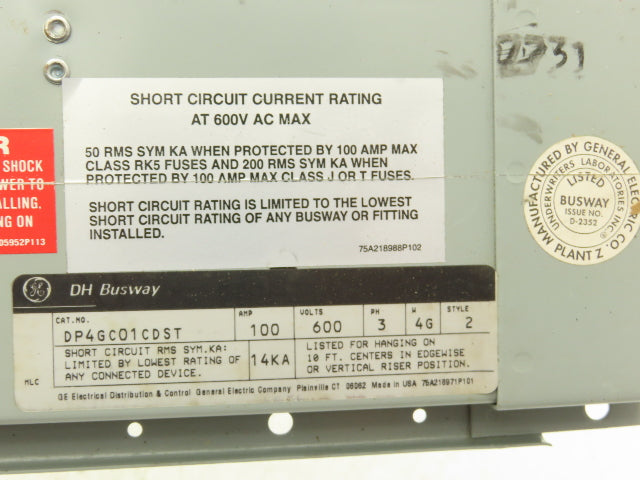 SHORT CIRCUIT CURRENT RATING
AT 600V AC MAX
50 RMS SYM KA WHEN PROTECTED BY 100 AMP MAX
CLASS RK5 FUSES AND 200 RMS SYM KA WHEN
PROTECTED BY 100 AMP MAX CLASS J OR T FUSES.
SHORT CIRCUIT RATING IS LIMITED TO THE LOWEST
SHORT CIRCUIT RATING OF ANY BUSWAY OR FITTING
INSTALLED.
75A218988P102
R
SHOCK
WER TO
ALLING.
NG ON
05952P113
MANUFACTURED BY GENERAL ELECTRIC
PLANT Z
UNDERWRITERS LABORATORIES INC®
LISTED
BUSWAY
ISSUE NO.
D-2352
GE DH Busway
CAT.NO. AMP VOLTS PH W STYLE
DP4GC01CDST 100 600 3 4G 2
SHORT CIRCUIT RMS SYM.KA:
LIMITED BY LOWEST RATING OF
ANY CONNECTED DEVICE.
14KA
LISTED FOR HANGING ON
10 FT. CENTERS IN EDGEWISE
OR VERTICAL RISER POSITION.
MLC
GE Electrical Distribution & Control General Electric Company Plainville CT 06062 Made in USA 75A218971P101